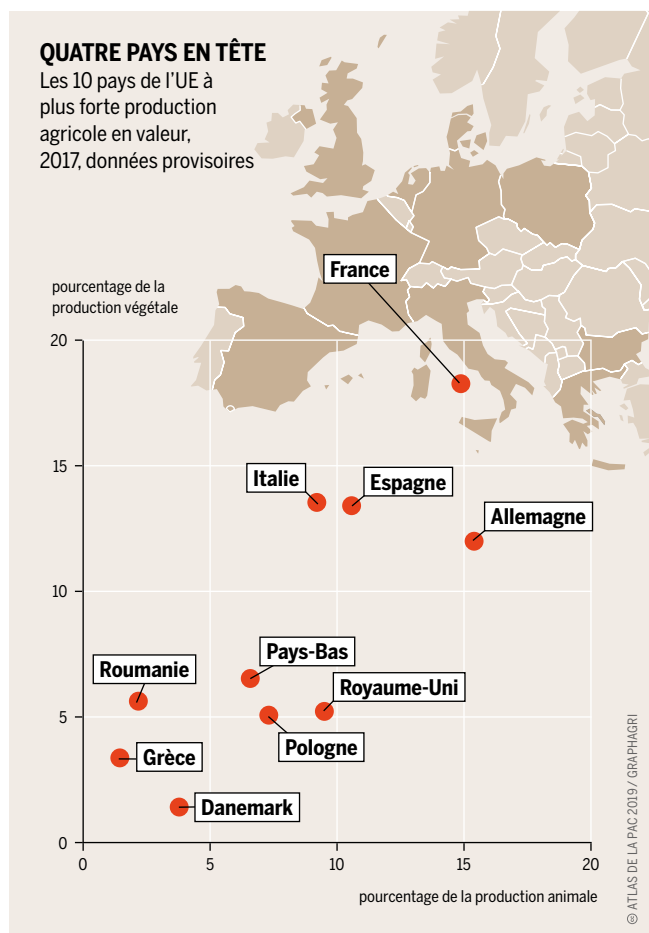 QUATRE PAYS EN TÊTE
Les 10 pays de l’UE à
plus forte production
agricole en valeur,
2017, données provisoires
France
pourcentage de la
production végétale
20
15
Italie
Espagne
Allemagne
10
Pays-Bas
Roumanie
Royaume-Uni
5
Pologne
Grèce
Danemark
0
0 5 10 15 20
pourcentage de la production animale
© ATLAS DE LA PAC 2019 / GRAPHAGRI